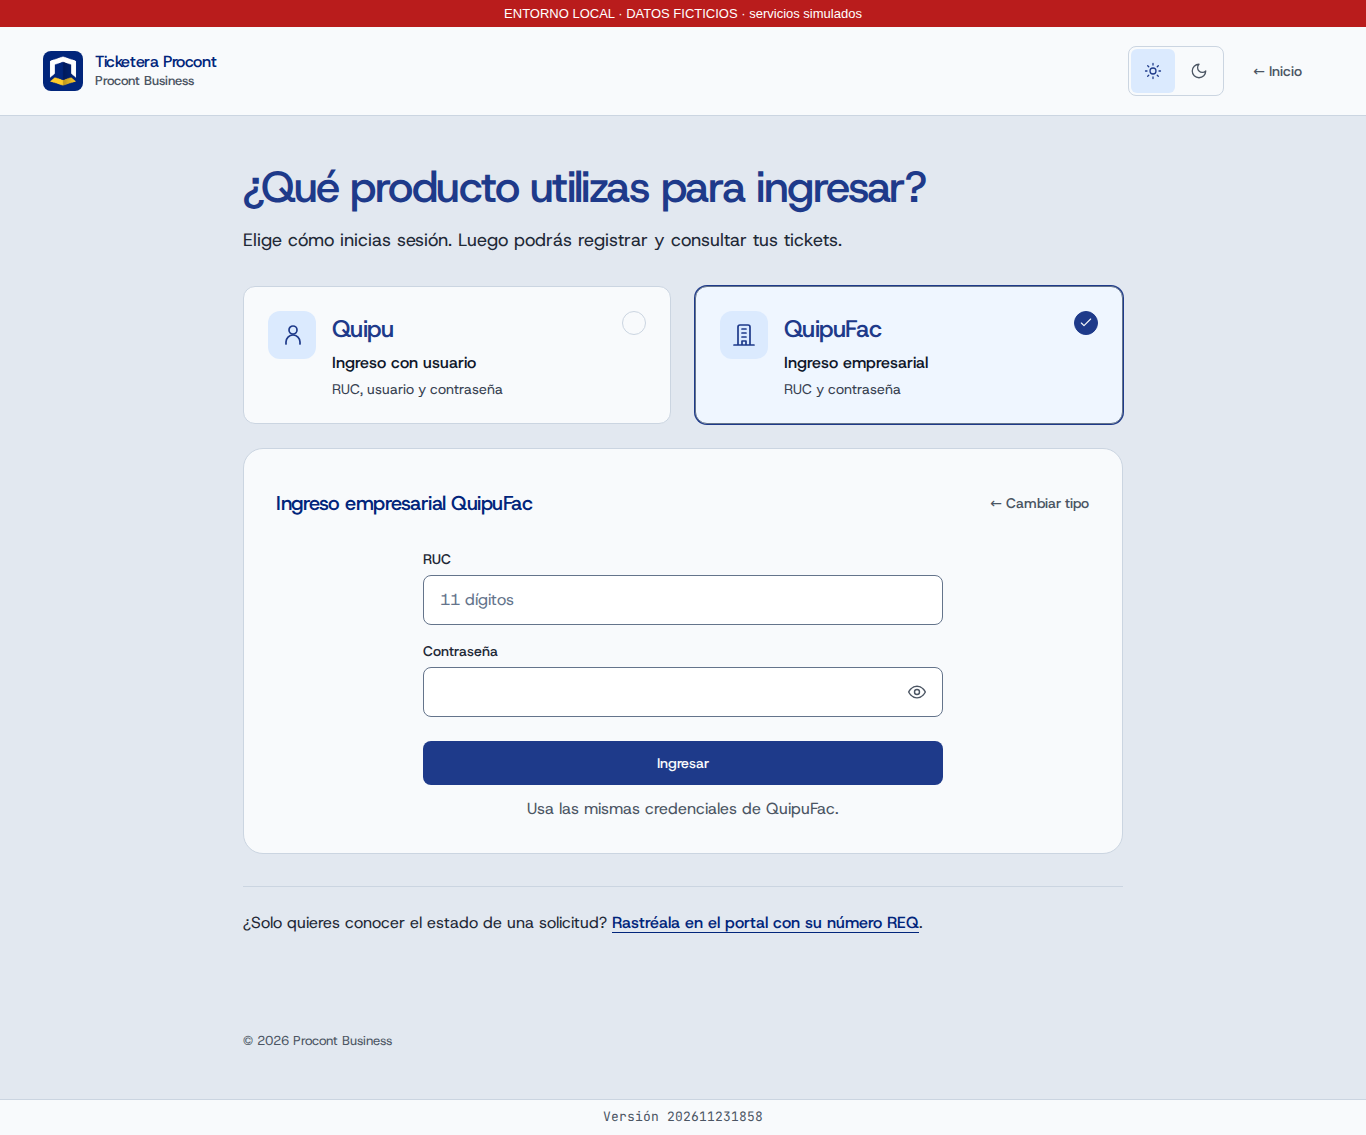 ENTORNO LOCAL · DATOS FICTICIOS · servicios simulados
Ticketera Procont
Procont Business
← Inicio
¿Qué producto utilizas para ingresar?
Elige cómo inicias sesión. Luego podrás registrar y consultar tus tickets.
Quipu
Ingreso con usuario
RUC, usuario y contraseña
QuipuFac
Ingreso empresarial
RUC y contraseña
Ingreso empresarial QuipuFac
← Cambiar tipo
RUC
11 dígitos
Contraseña
Ingresar
Usa las mismas credenciales de QuipuFac.
¿Solo quieres conocer el estado de una solicitud? Rastréala en el portal con su número REQ.
© 2026 Procont Business
Versión 202611231858